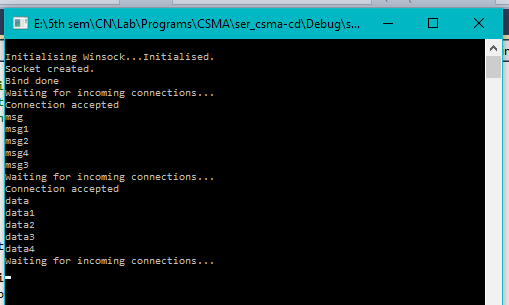 E:\5th sem\CN\Lab\Programs\CSMA\ser_csma-cd\Debug\s...
Initialising Winsock...Initialised.
Socket created.
Bind done
Waiting for incoming connections...
Connection accepted
msg
msg1
msg2
msg4
msg3
Waiting for incoming connections...
Connection accepted
data
data1
data2
data3
data4
Waiting for incoming connections...